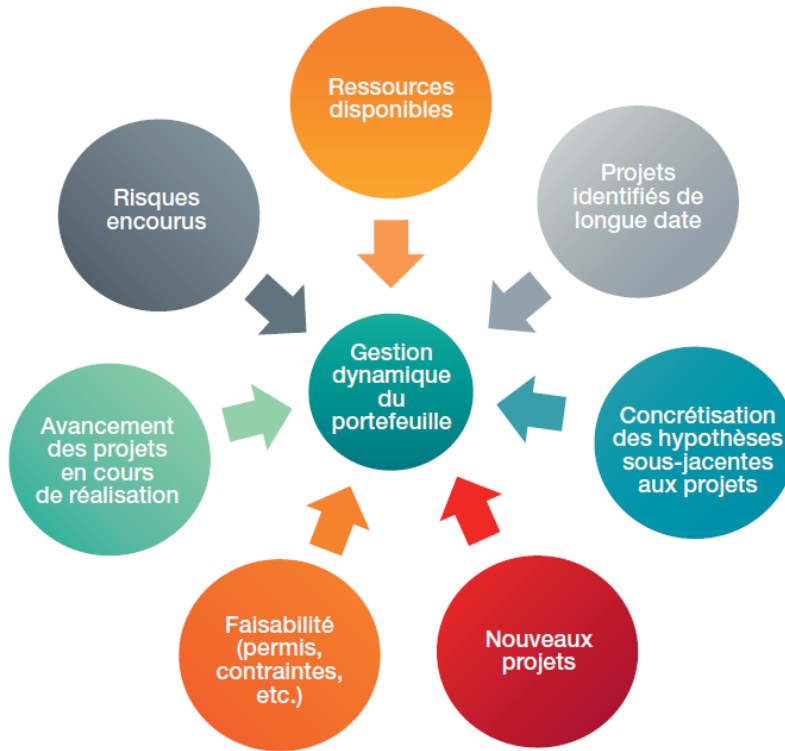 Ressources
disponibles
Projets
identifiés de
longue date
Concrétisation
des hypothèses
sous-jacentes
aux projets
Nouveaux
projets
Faisabilité
(permis,
contraintes,
etc.)
Avancement
des projets
en cours
de réalisation
Risques
encourus
Gestion
dynamique
du
portefeuille